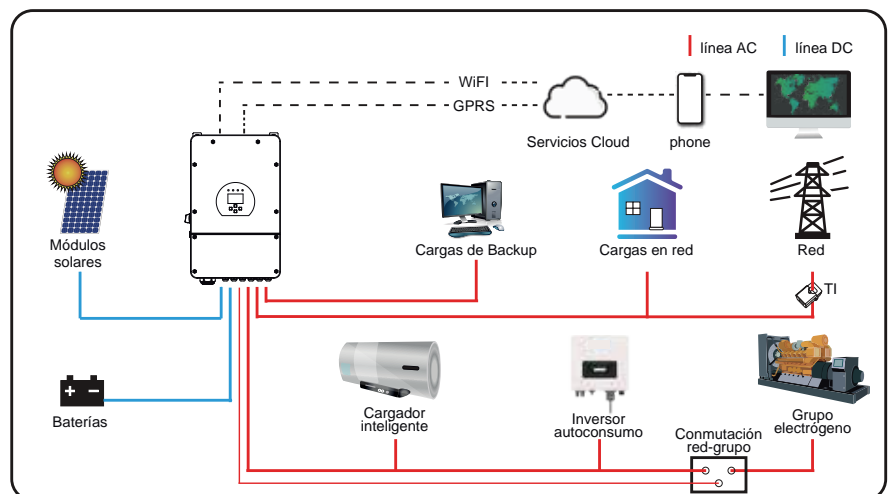 línea AC
línea DC
WiFI
GPRS
Servicios Cloud
phone
Módulos
solares
Cargas de Backup
Cargas en red
Red
TI
Baterías
Cargador
inteligente
Inversor
autoconsumo
Grupo
electrógeno
Conmutación
red-grupo